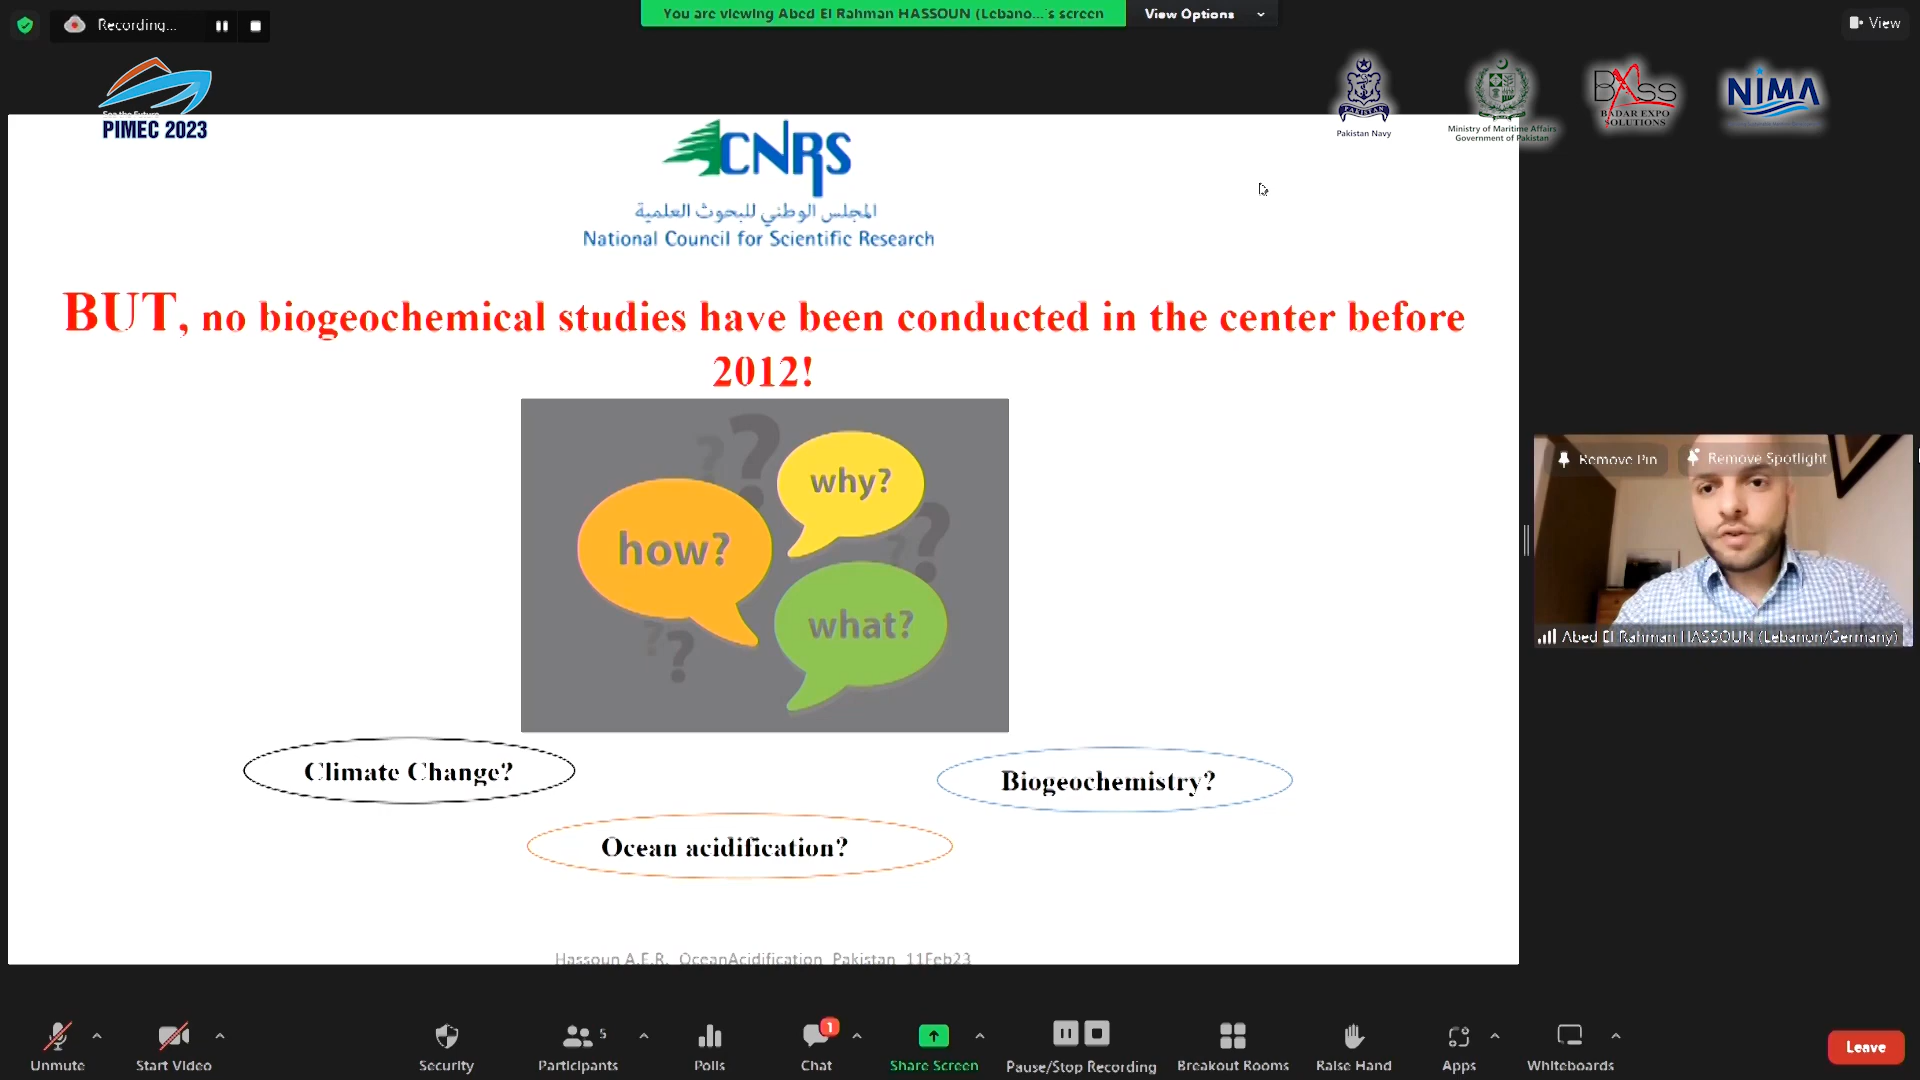 Recording...
You are viewing Abed El Rahman HASSOUN (Lebano...'s screen
View Options
View
PIMEC 2023
Pakistan Navy
Ministry of Maritime Affairs
Government of Pakistan
BXSS
BADAR EXPO
SOLUTIONS
NIMA
CNRS
المجلس الوطني للبحوث العلمية
National Council for Scientific Research
BUT, no biogeochemical studies have been conducted in the center before
2012!
why?
how?
what?
Climate Change?
Biogeochemistry?
Ocean acidification?
Hassoun A.E.R. OceanAcidification Pakistan 11Feb23
Remove Pin
Remove Spotlight
Abed El Rahman HASSOUN (Lebanon/Germany)
Unmute
Start Video
Security
Participants
5
Polls
Chat
1
Share Screen
Pause/Stop Recording
Breakout Rooms
Raise Hand
Apps
Whiteboards
Leave